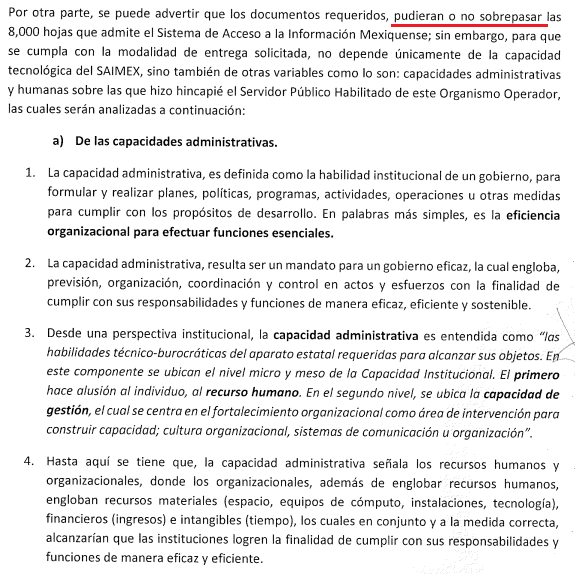 Por otra parte, se puede advertir que los documentos requeridos, pudieran o no sobrepasar las
8,000 hojas que admite el Sistema de Acceso a la Información Mexiquense; sin embargo, para que
se cumpla con la modalidad de entrega solicitada, no depende únicamente de la capacidad
tecnológica del SAIMEX, sino también de otras variables como lo son: capacidades administrativas
y humanas sobre las que hizo hincapié el Servidor Público Habilitado de este Organismo Operador,
las cuales serán analizadas a continuación:
a) De las capacidades administrativas.
1. La capacidad administrativa, es definida como la habilidad institucional de un gobierno, para
formular y realizar planes, políticas, programas, actividades, operaciones u otras medidas
para cumplir con los propósitos de desarrollo. En palabras más simples, es la eficiencia
organizacional para efectuar funciones esenciales.
2. La capacidad administrativa, resulta ser un mandato para un gobierno eficaz, la cual engloba,
previsión, organización, coordinación y control en actos y esfuerzos con la finalidad de
cumplir con sus responsabilidades y funciones de manera eficaz, eficiente y sostenible.
3. Desde una perspectiva institucional, la capacidad administrativa es entendida como "las
habilidades técnico-burocráticas del aparato estatal requeridas para alcanzar sus objetos. En
este componente se ubican el nivel micro y meso de la Capacidad Institucional. El primero
hace alusión al individuo, al recurso humano. En el segundo nivel, se ubica la capacidad de
gestión, el cual se centra en el fortalecimiento organizacional como área de intervención para
construir capacidad; cultura organizacional, sistemas de comunicación u organización".
4. Hasta aquí se tiene que, la capacidad administrativa señala los recursos humanos y
organizacionales, donde los organizacionales, además de englobar recursos humanos,
engloban recursos materiales (espacio, equipos de cómputo, instalaciones, tecnología),
financieros (ingresos) e intangibles (tiempo), los cuales en conjunto y a la medida correcta,
alcanzarían que las instituciones logren la finalidad de cumplir con sus responsabilidades y
funciones de manera eficaz y eficiente.